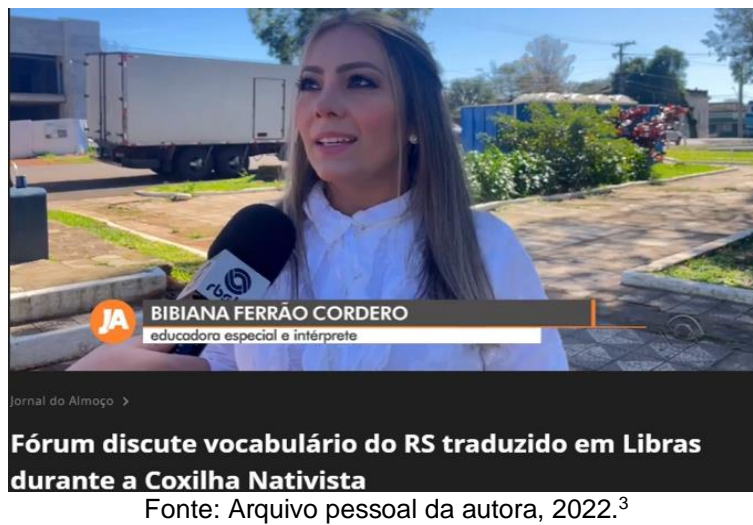 rbs
JA
BIBIANA FERRÃO CORDERO
educadora especial e intérprete
Jornal do Almoço >
Fórum discute vocabulário do RS traduzido em Libras
durante a Coxilha Nativista
Fonte: Arquivo pessoal da autora, 2022.³